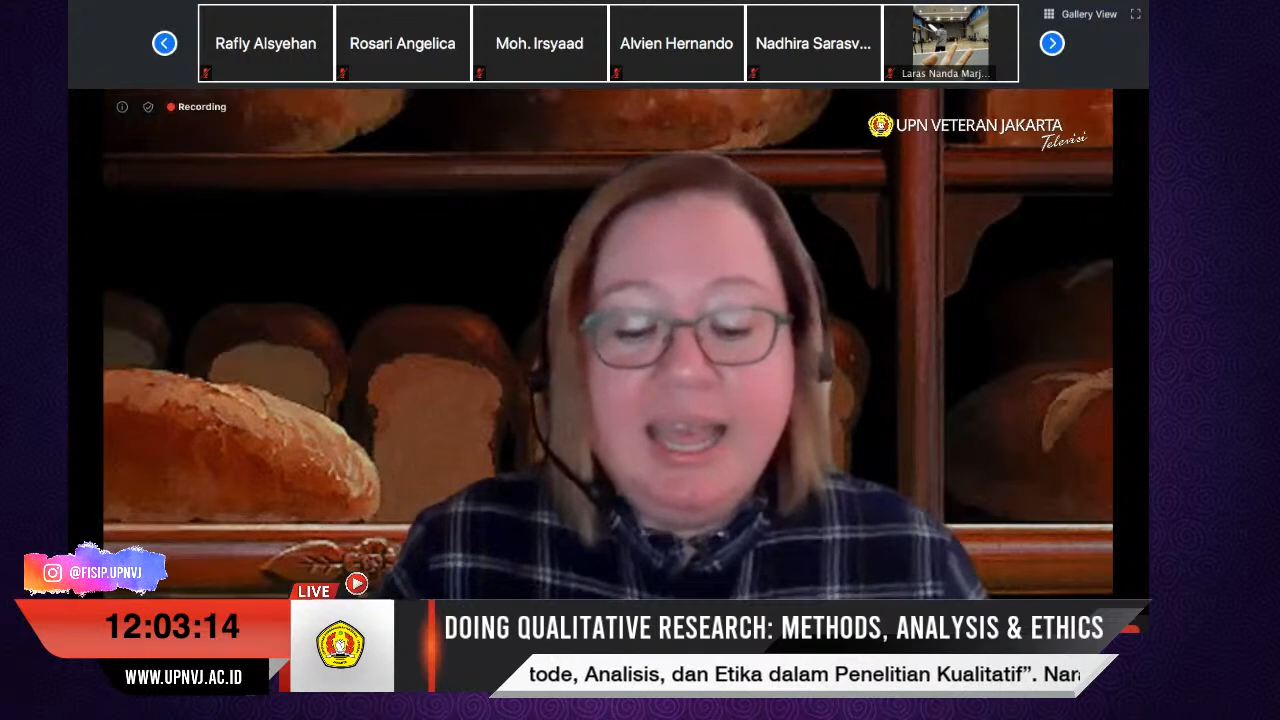 Gallery View
Rafly Alsyehan
Rosari Angelica
Moh. Irsyaad
Alvien Hernando
Nadhira Sarasv...
Laras Nanda Marj...
Recording
UPN VETERAN JAKARTA
Televisi
@FISIP.UPNVJ
LIVE
12:03:14
DOING QUALITATIVE RESEARCH: METHODS, ANALYSIS & ETHICS
WWW.UPNVJ.AC.ID
tode, Analisis, dan Etika dalam Penelitian Kualitatif”. Nar